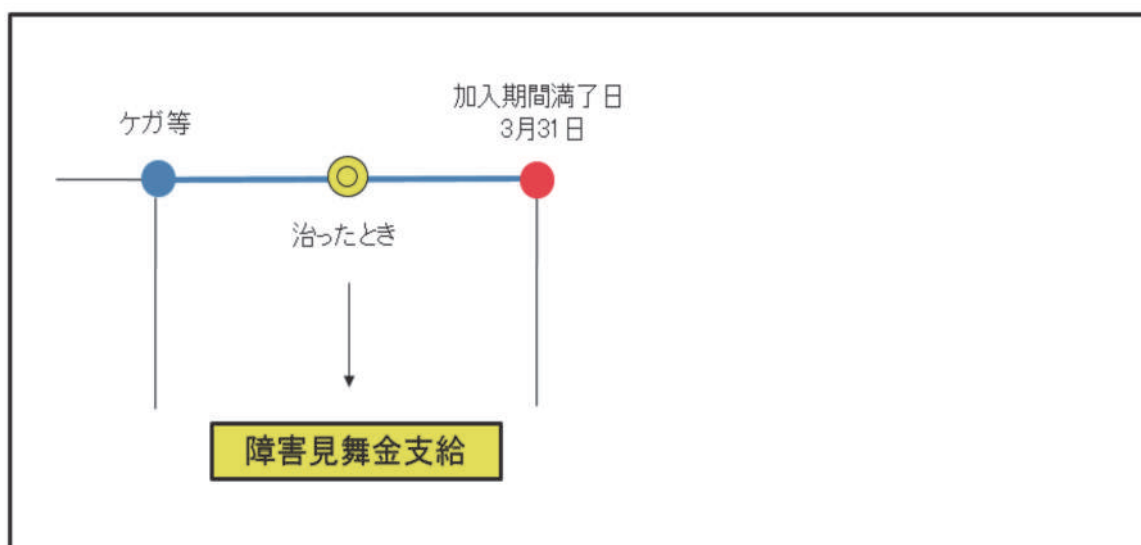 加入期間満了日
3月31日
ケガ等
治ったとき
障害見舞金支給